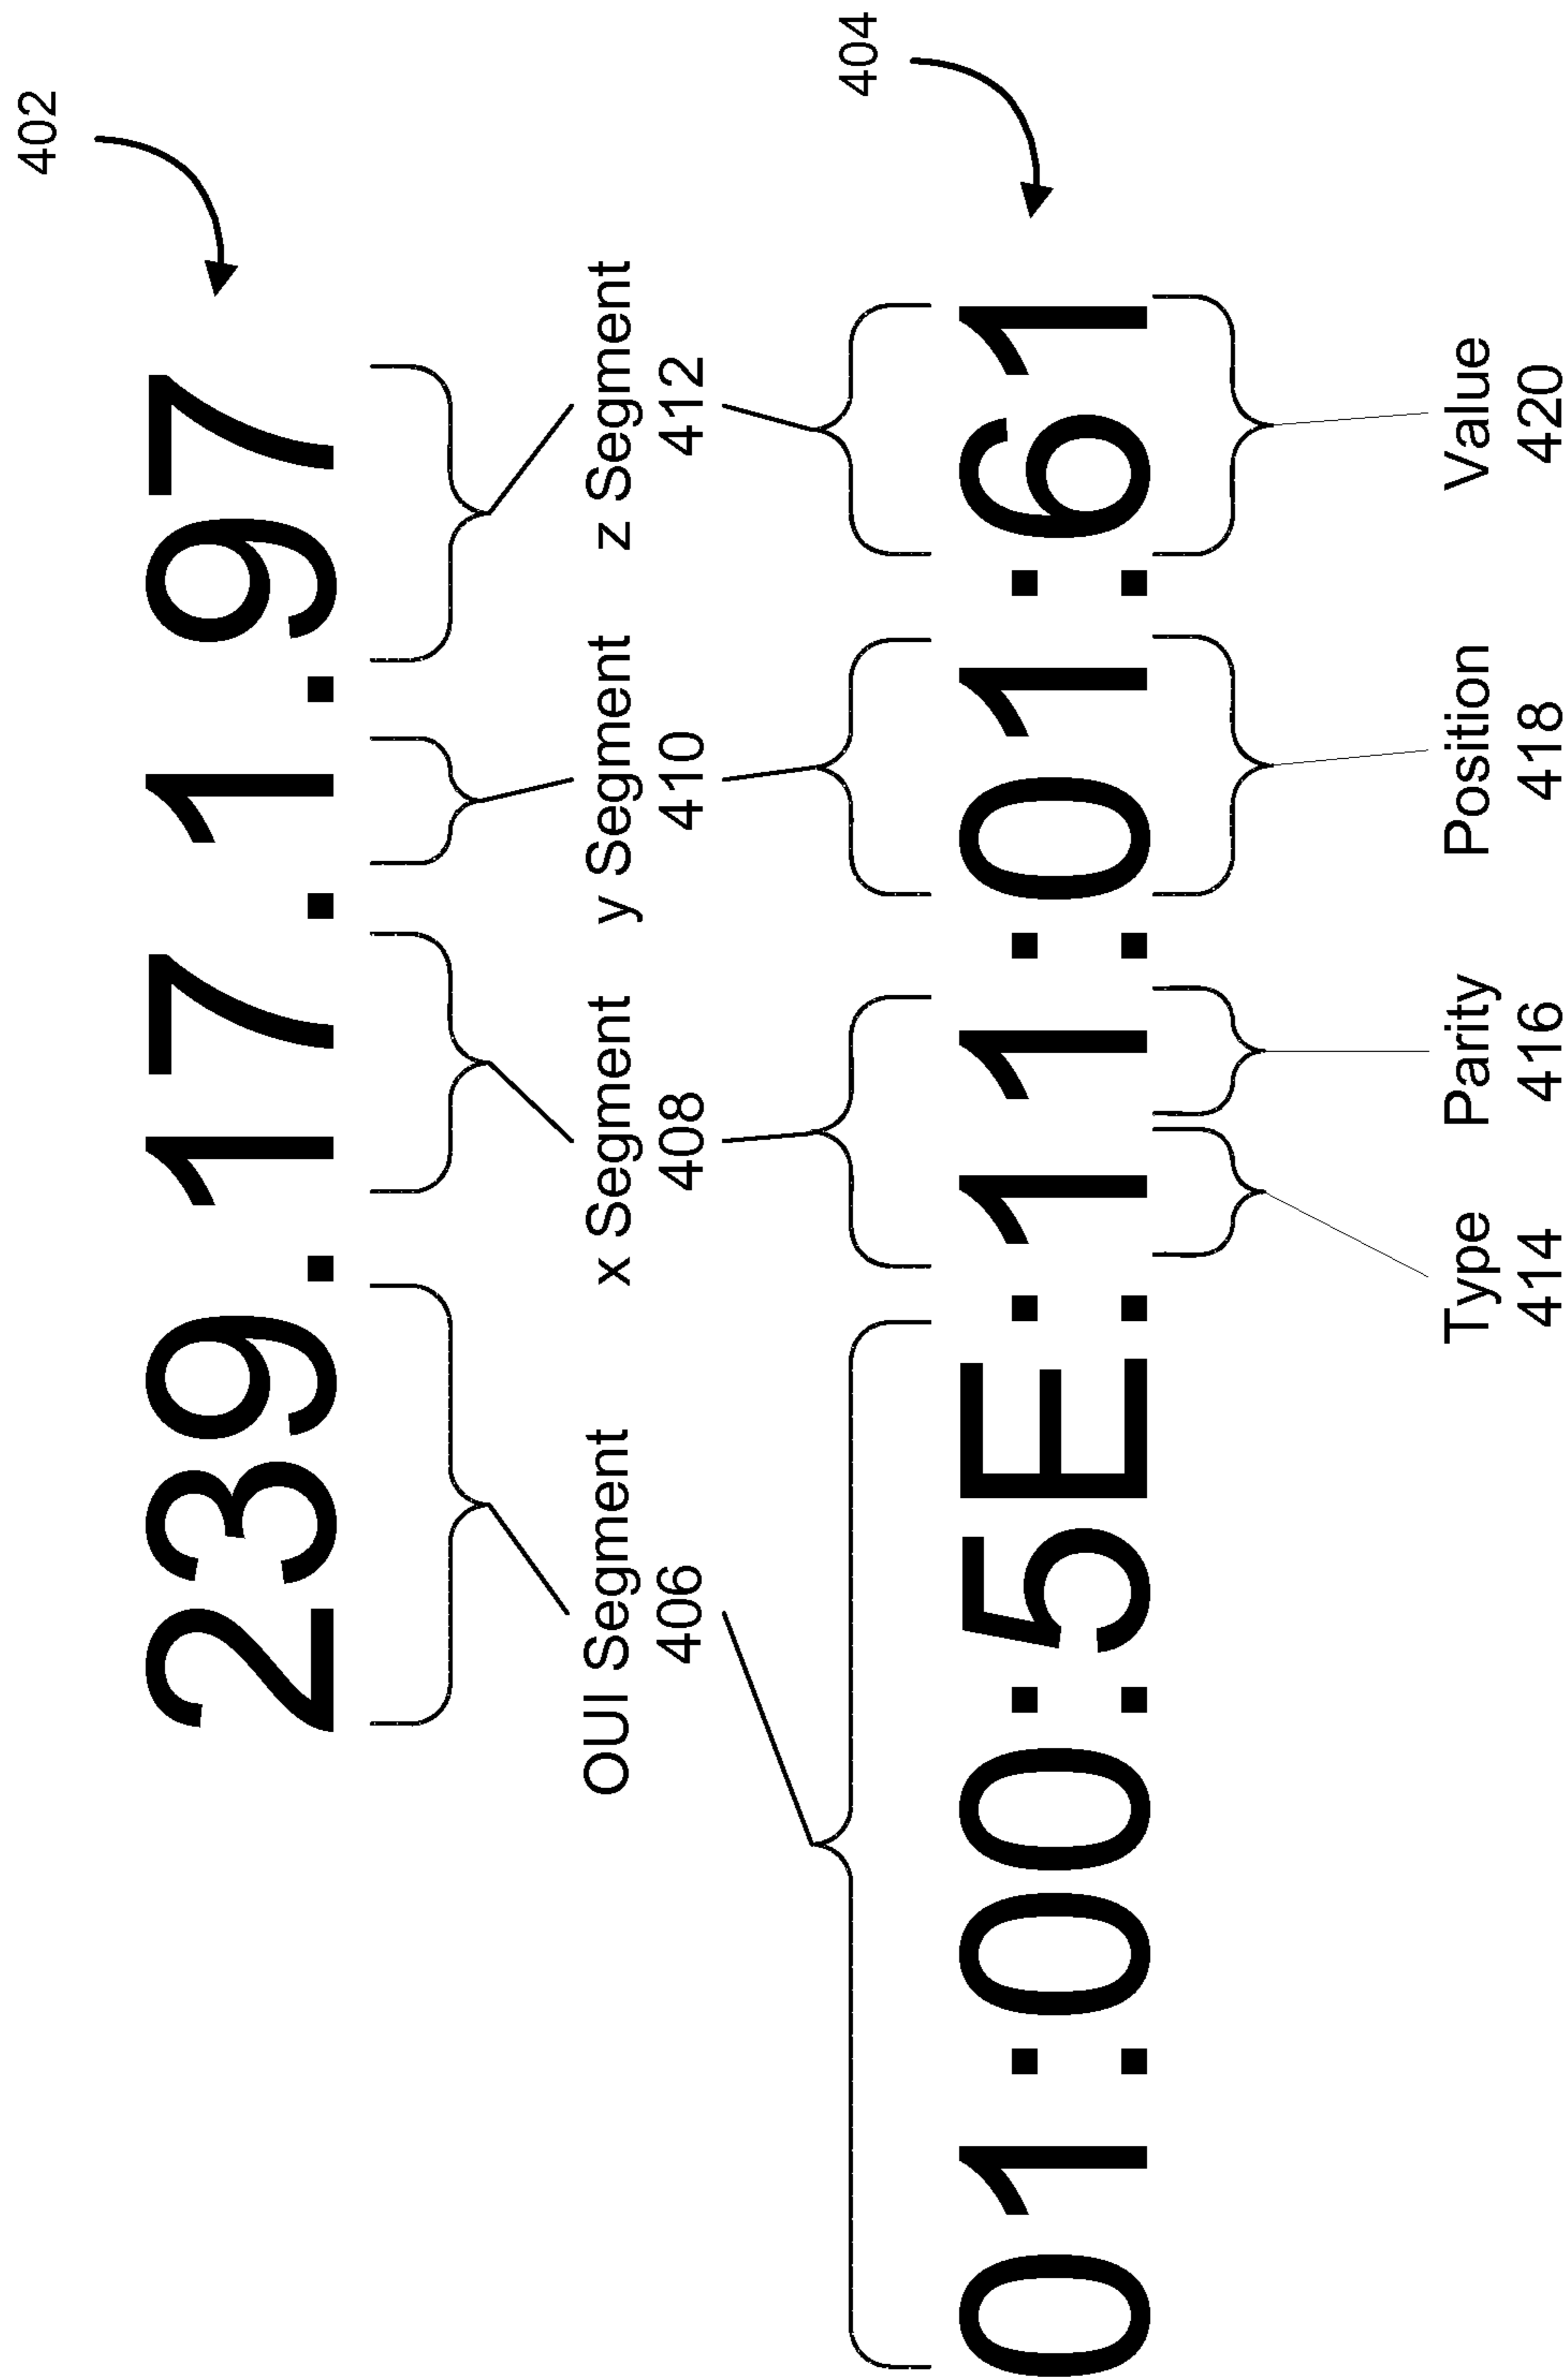 402
239.17.1.97
404
OUI Segment x Segment y Segment z Segment
406 408 410 412
01:00:5E:11:01:61
Type Parity Position Value
414 416 418 420